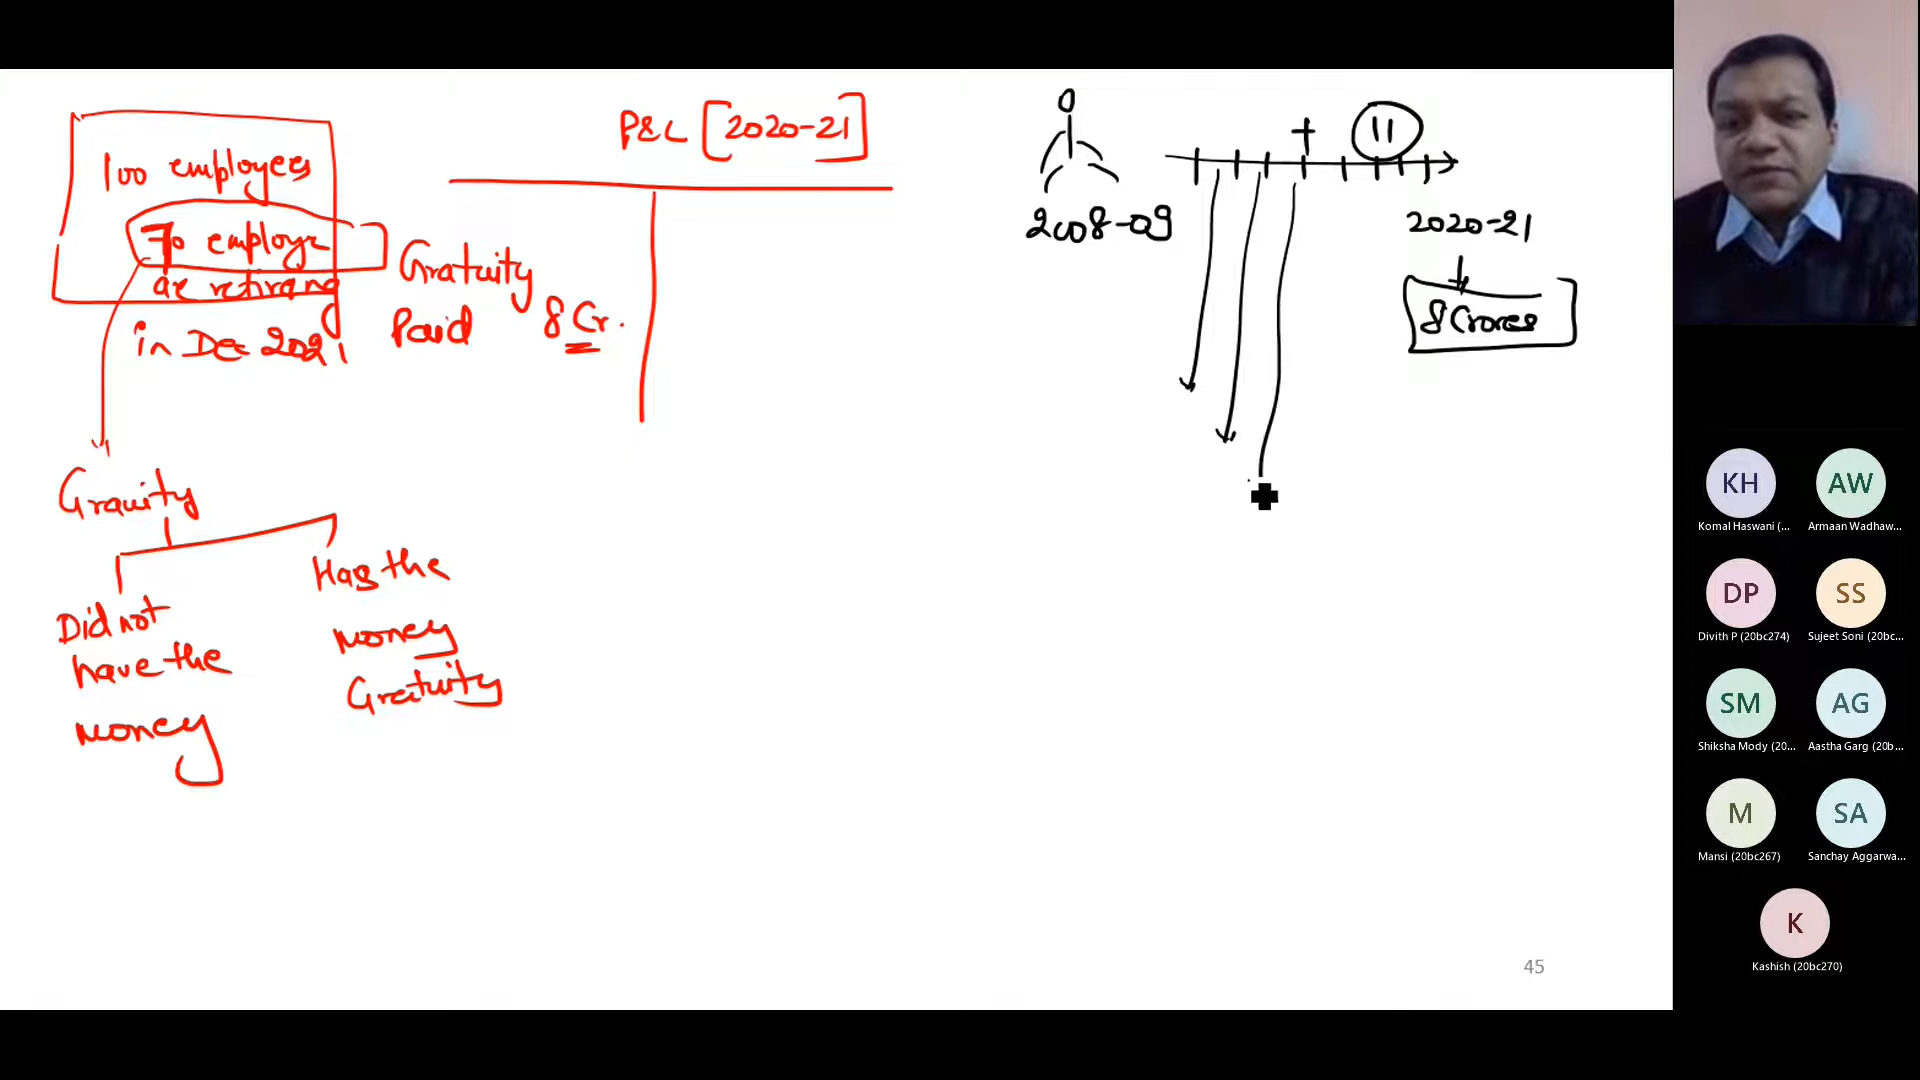 100 employees
70 employe
are retiring
in Dec 2021
Gratuity
Paid 8 Cr.
P&L [2020-21]
Gravity
Did not
have the
money
Has the
money
Gratuity
11
2008-09
2020-21
8 Crores
45
KH
Komal Haswani (...
AW
Armaan Wadhaw...
DP
Divith P (20bc274)
SS
Sujeet Soni (20bc...
SM
Shiksha Mody (20...
AG
Aastha Garg (20b...
M
Mansi (20bc267)
SA
Sanchay Aggarwa...
K
Kashish (20bc270)